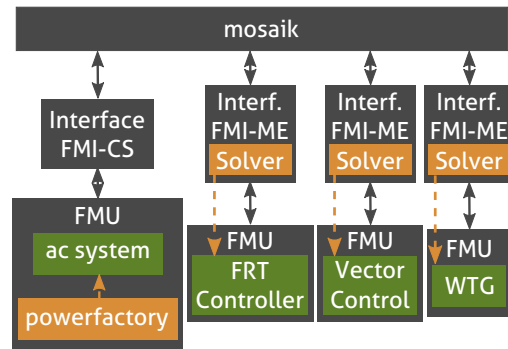 mosaik
Interface
FMI-CS
Interf.
FMI-ME
Solver
Interf.
FMI-ME
Solver
Interf.
FMI-ME
Solver
FMU
ac system
powerfactory
FMU
FRT
Controller
FMU
Vector
Control
FMU
WTG